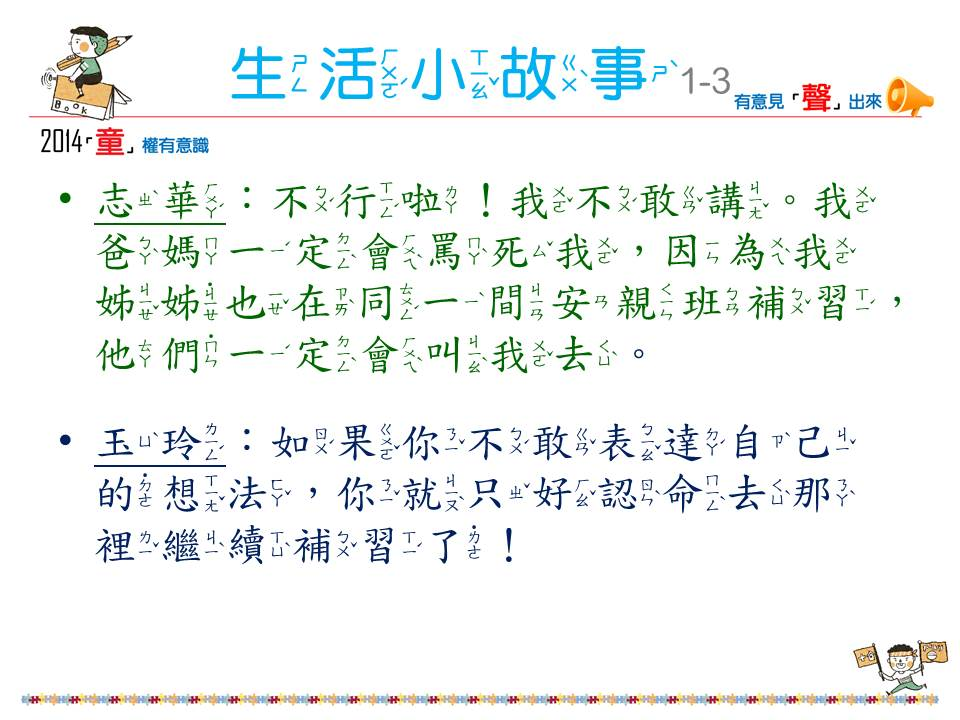 生活小故事1-3
有意見「聲」出來
2014「童」權有意識
Book
• 志華：不行啦！我不敢講。我
爸媽一定會罵死我，因為我
姊姊也在同一間安親班補習，
他們一定會叫我去。
• 玉玲：如果你不敢表達自己
的想法，你就只好認命去那
裡繼續補習了！